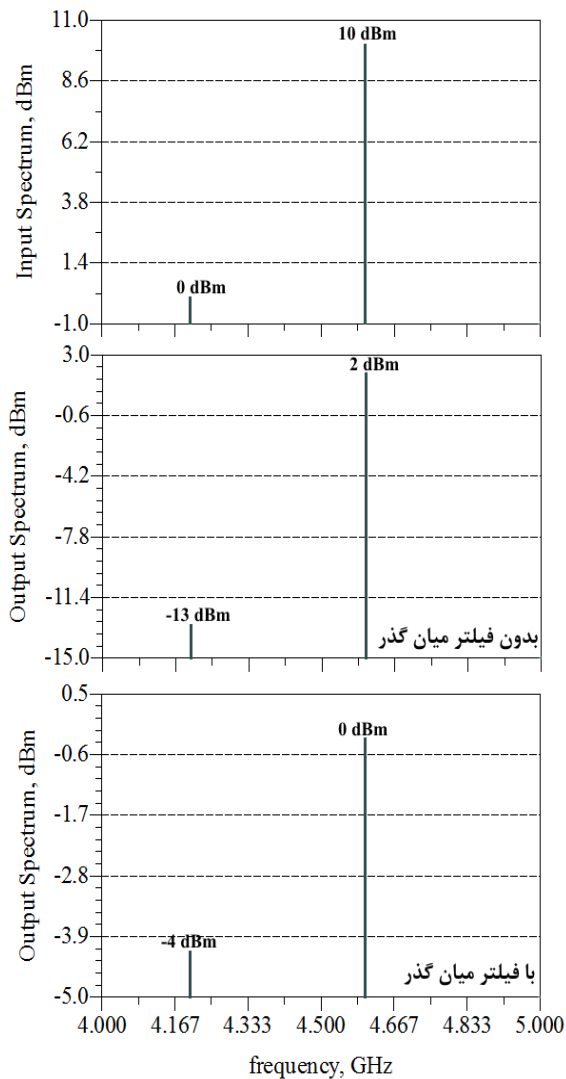 Input Spectrum, dBm
11.0
8.6
6.2
3.8
1.4
-1.0
10 dBm
0 dBm
Output Spectrum, dBm
3.0
-0.6
-4.2
-7.8
-11.4
-15.0
2 dBm
-13 dBm
بدون فیلتر میان گذر
Output Spectrum, dBm
0.5
-0.6
-1.7
-2.8
-3.9
-5.0
0 dBm
-4 dBm
با فیلتر میان گذر
4.000 4.167 4.333 4.500 4.667 4.833 5.000
frequency, GHz